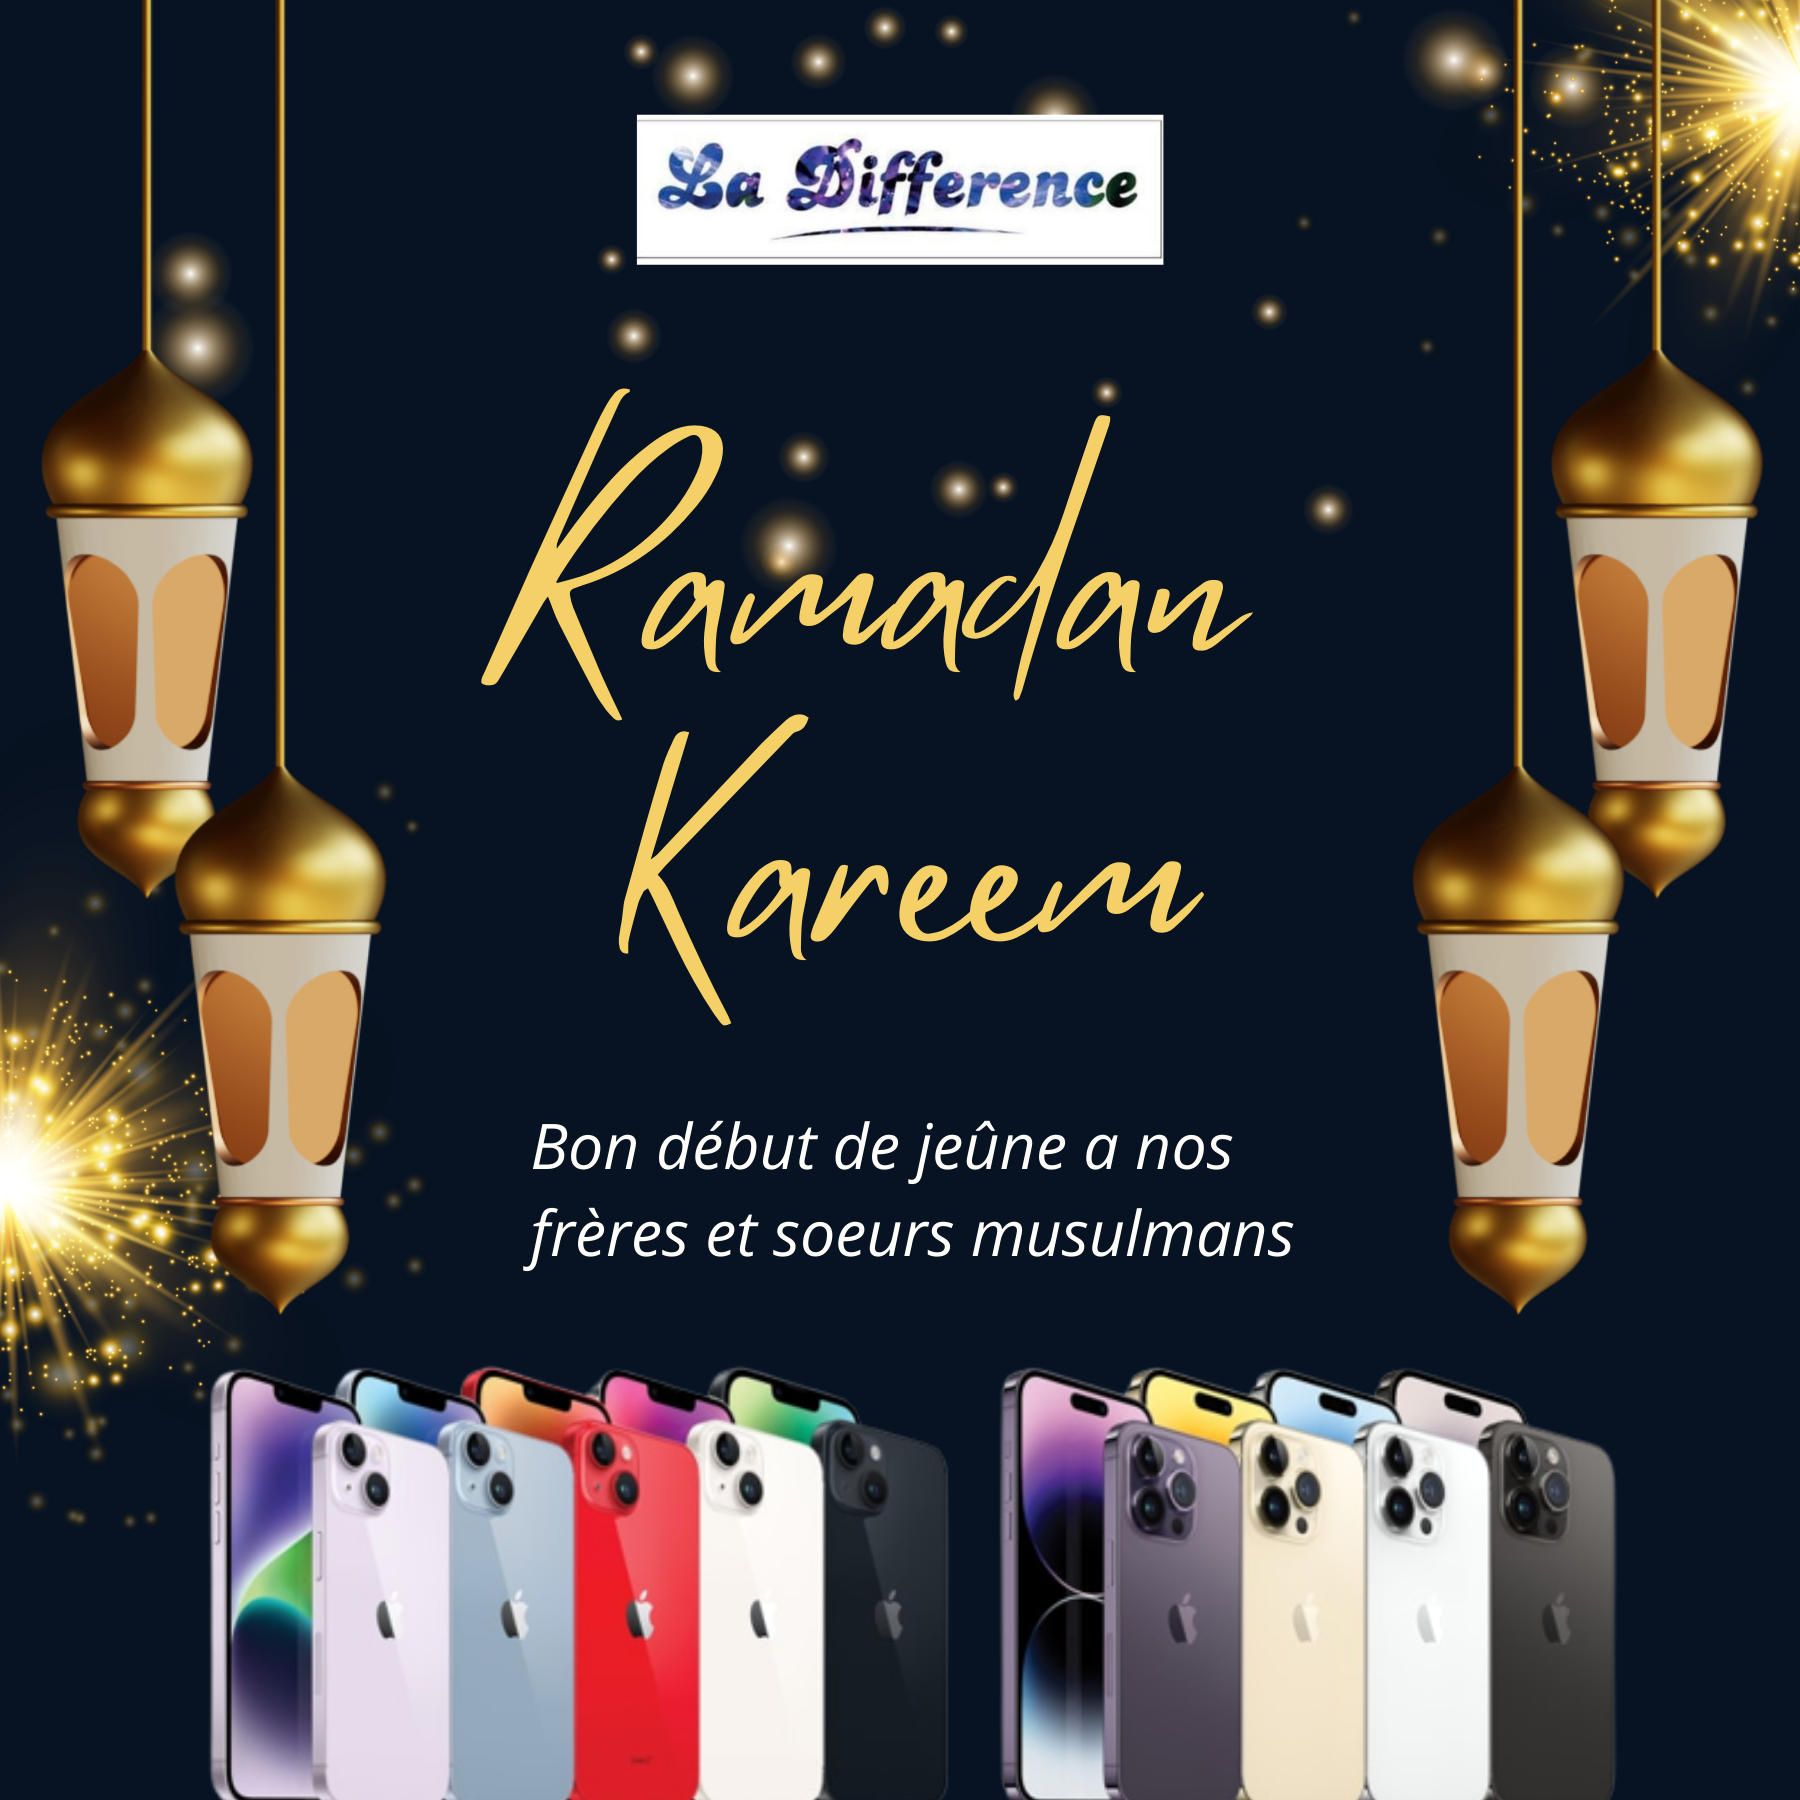 La Difference
Ramadan
Kareem
Bon début de jeûne a nos
frères et soeurs musulmans